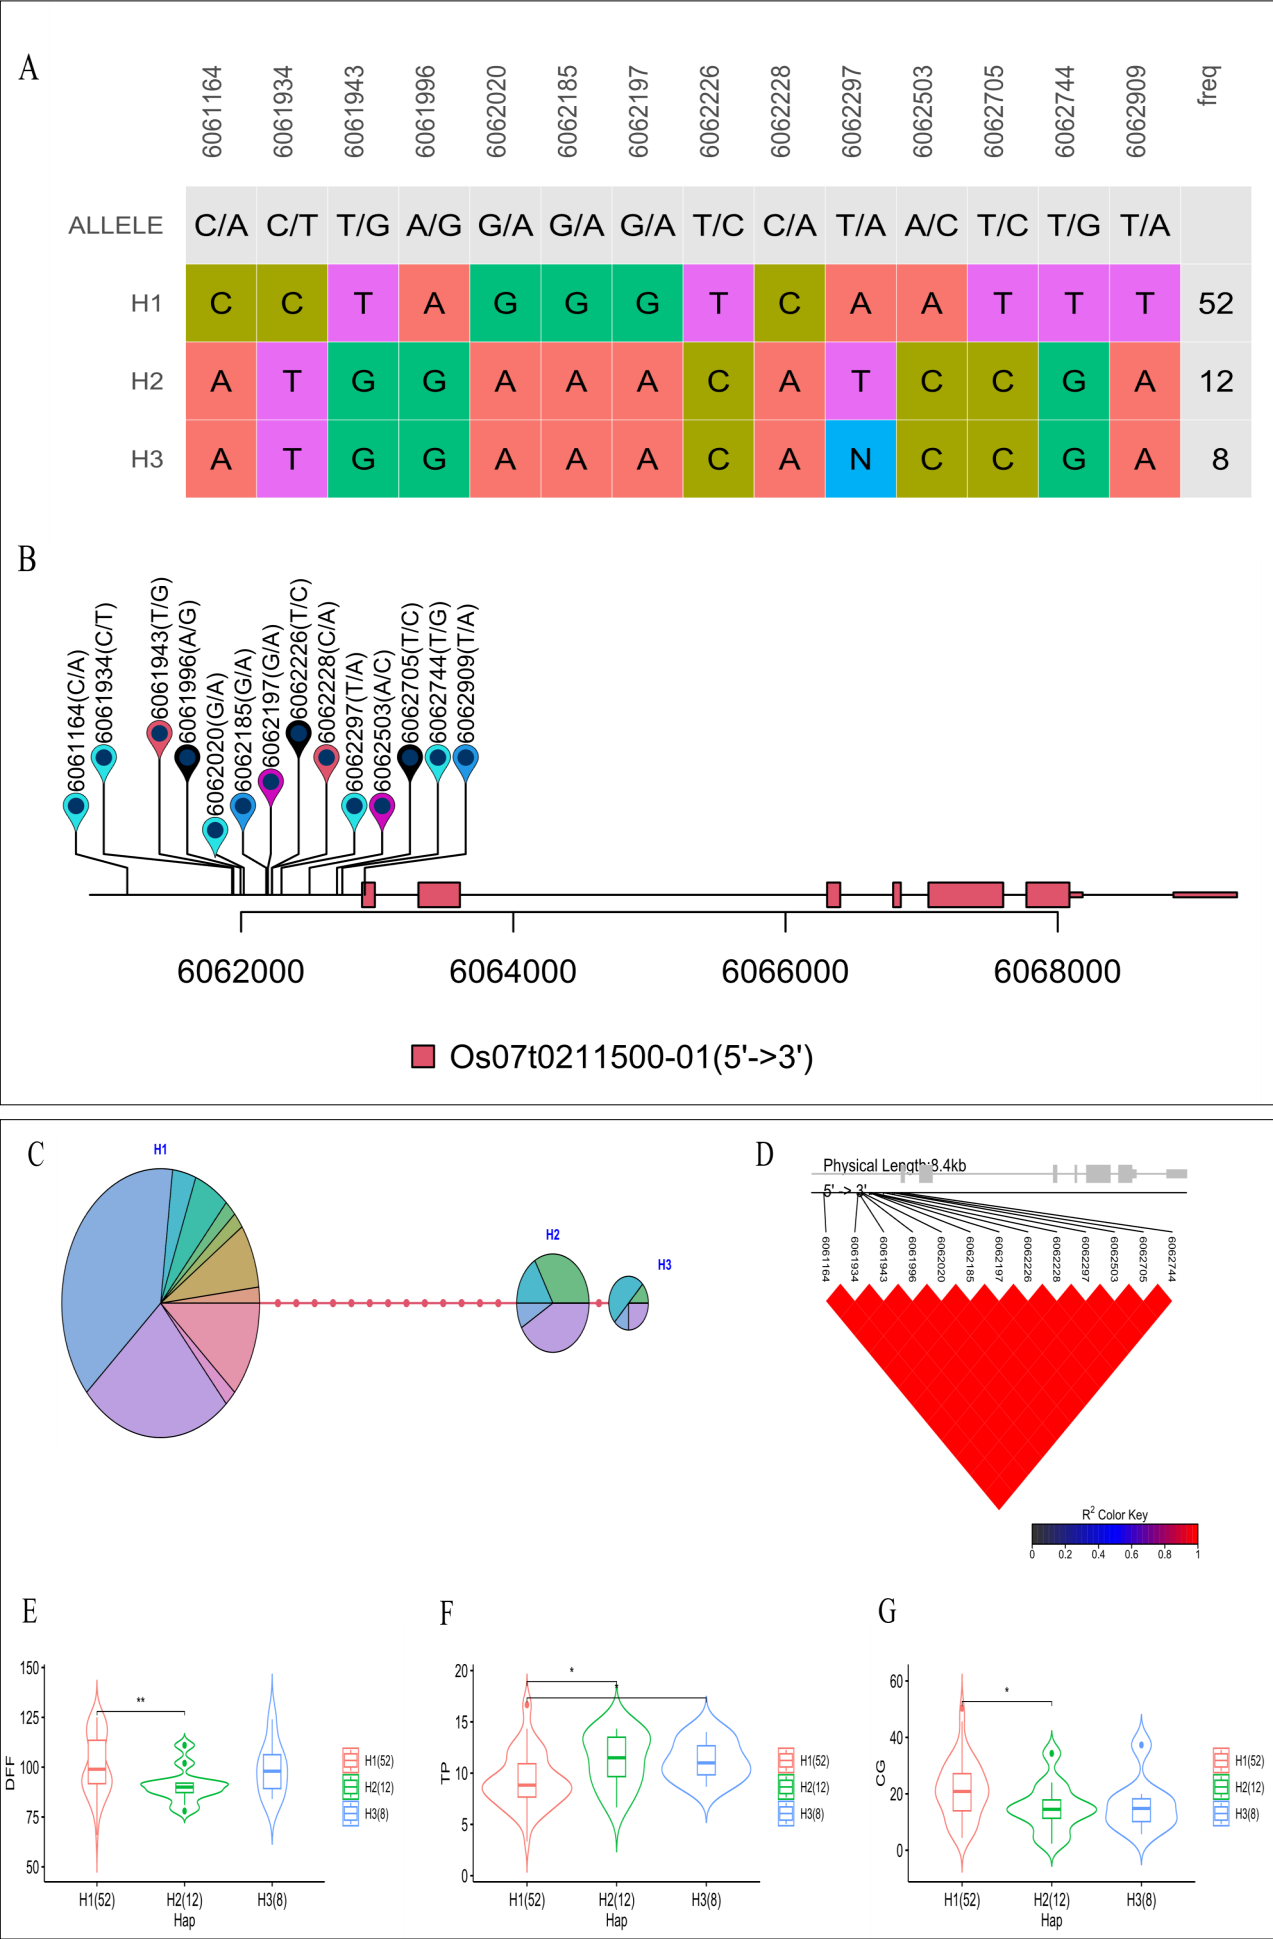 A
6061164 6061934 6061943 6061996 6062020 6062185 6062197 6062226 6062228 6062297 6062503 6062705 6062744 6062909 freq
ALLELE C/A C/T T/G A/G G/A G/A G/A T/C C/A T/A A/C T/C T/G T/A
H1 C C T A G G G T C A A T T T 52
H2 A T G G A A A C A T C C G A 12
H3 A T G G A A A C A N C C G A 8
B
6061164(C/A)
6061934(C/T)
6061943(T/G)
6061996(A/G)
6062020(G/A)
6062185(G/A)
6062197(G/A)
6062226(T/C)
6062228(C/A)
6062297(T/A)
6062503(A/C)
6062705(T/C)
6062744(T/G)
6062909(T/A)
6062000 6064000 6066000 6068000
Os07t0211500-01(5'->3')
C
H1
H2
H3
D
Physical Length:8.4kb
5' -> 3'
6061164 6061934 6061943 6061996 6062020 6062185 6062197 6062226 6062228 6062297 6062503 6062705 6062744
R2 Color Key
0 0.2 0.4 0.6 0.8 1
E
150
125
100
75
50
DFF
**
H1(52) H2(12) H3(8)
Hap
H1(52)
H2(12)
H3(8)
F
20
15
10
5
0
TP
*
*
H1(52) H2(12) H3(8)
Hap
H1(52)
H2(12)
H3(8)
G
60
40
20
0
CG
*
H1(52) H2(12) H3(8)
Hap
H1(52)
H2(12)
H3(8)